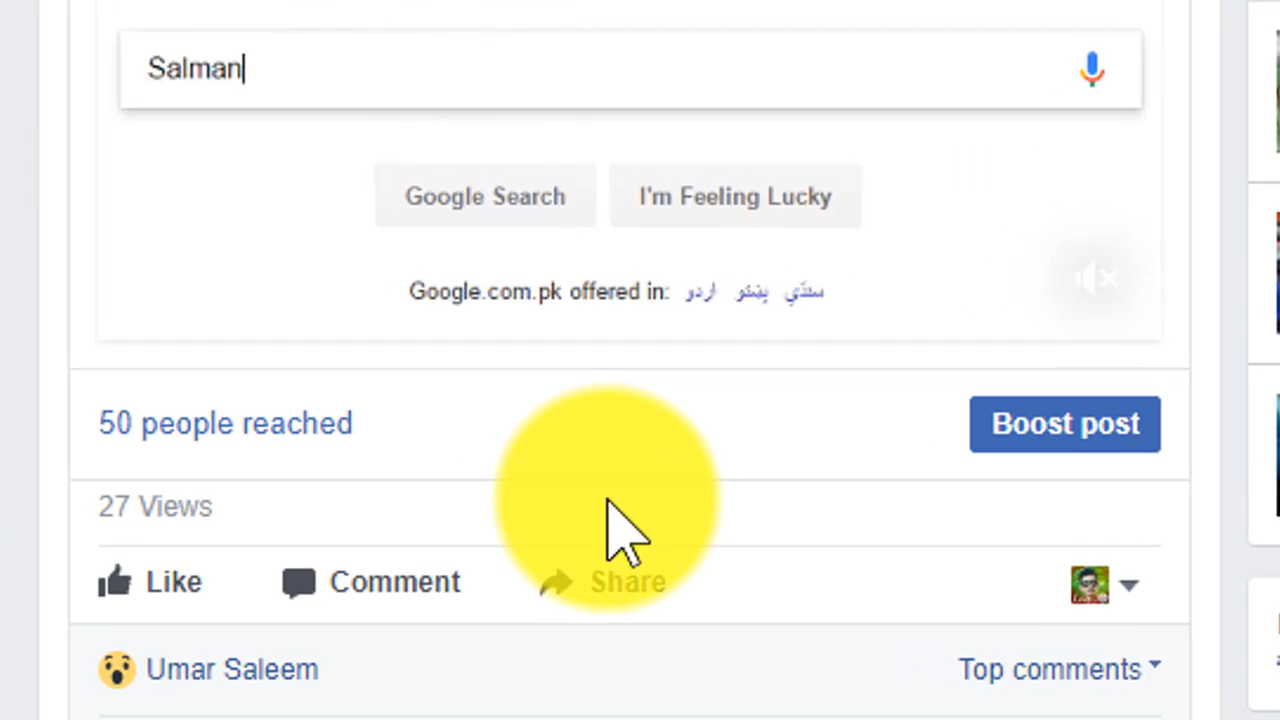 Salman
Google Search
I'm Feeling Lucky
Google.com.pk offered in: اردو پښتو سنڌي
50 people reached
Boost post
27 Views
Like
Comment
Share
Umar Saleem
Top comments